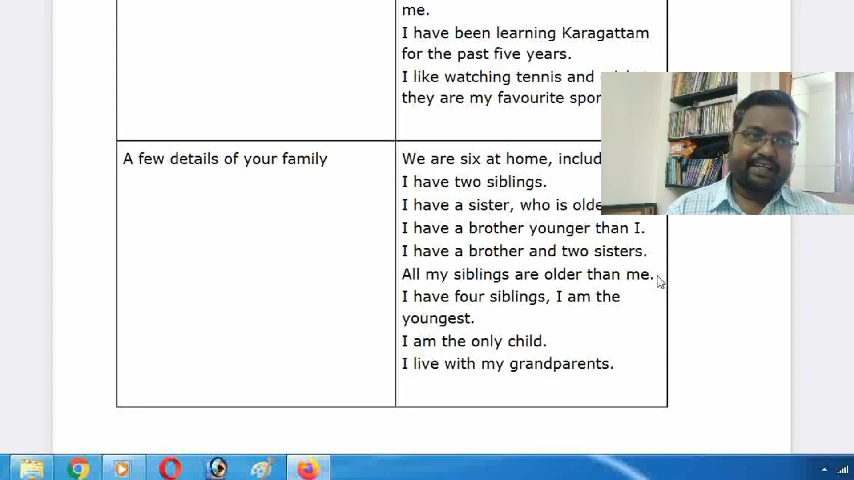 me.
I have been learning Karagattam
for the past five years.
I like watching tennis and
they are my favourite
A few details of your family
We are six at home,
I have two siblings.
I have a sister, who is
I have a brother younger than I.
I have a brother and two sisters.
All my siblings are older than me.
I have four siblings, I am the
youngest.
I am the only child.
I live with my grandparents.